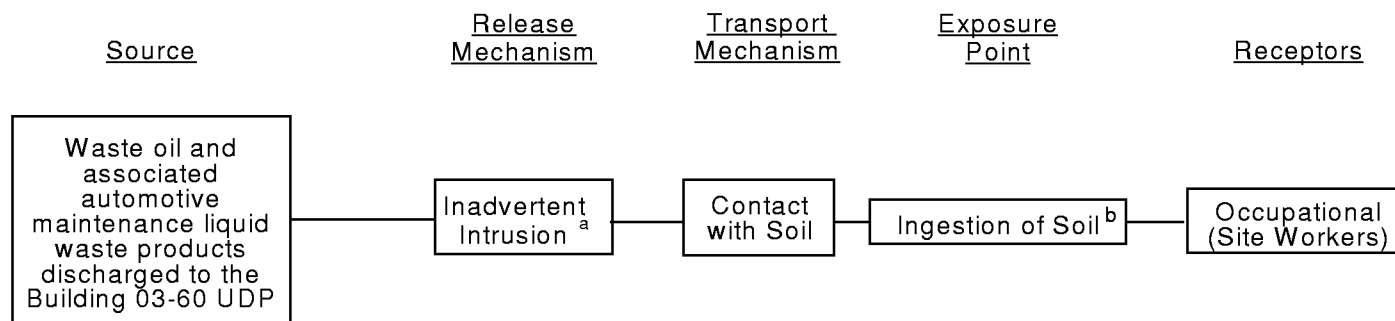 Source
Release
Mechanism
Transport
Mechanism
Exposure
Point
Receptors
Waste oil and
associated
automotive
maintenance liquid
waste products
discharged to the
Building 03-60 UDP
Inadvertent
Intrusion a
Contact
with Soil
Ingestion of Soil b
Occupational
(Site Workers)